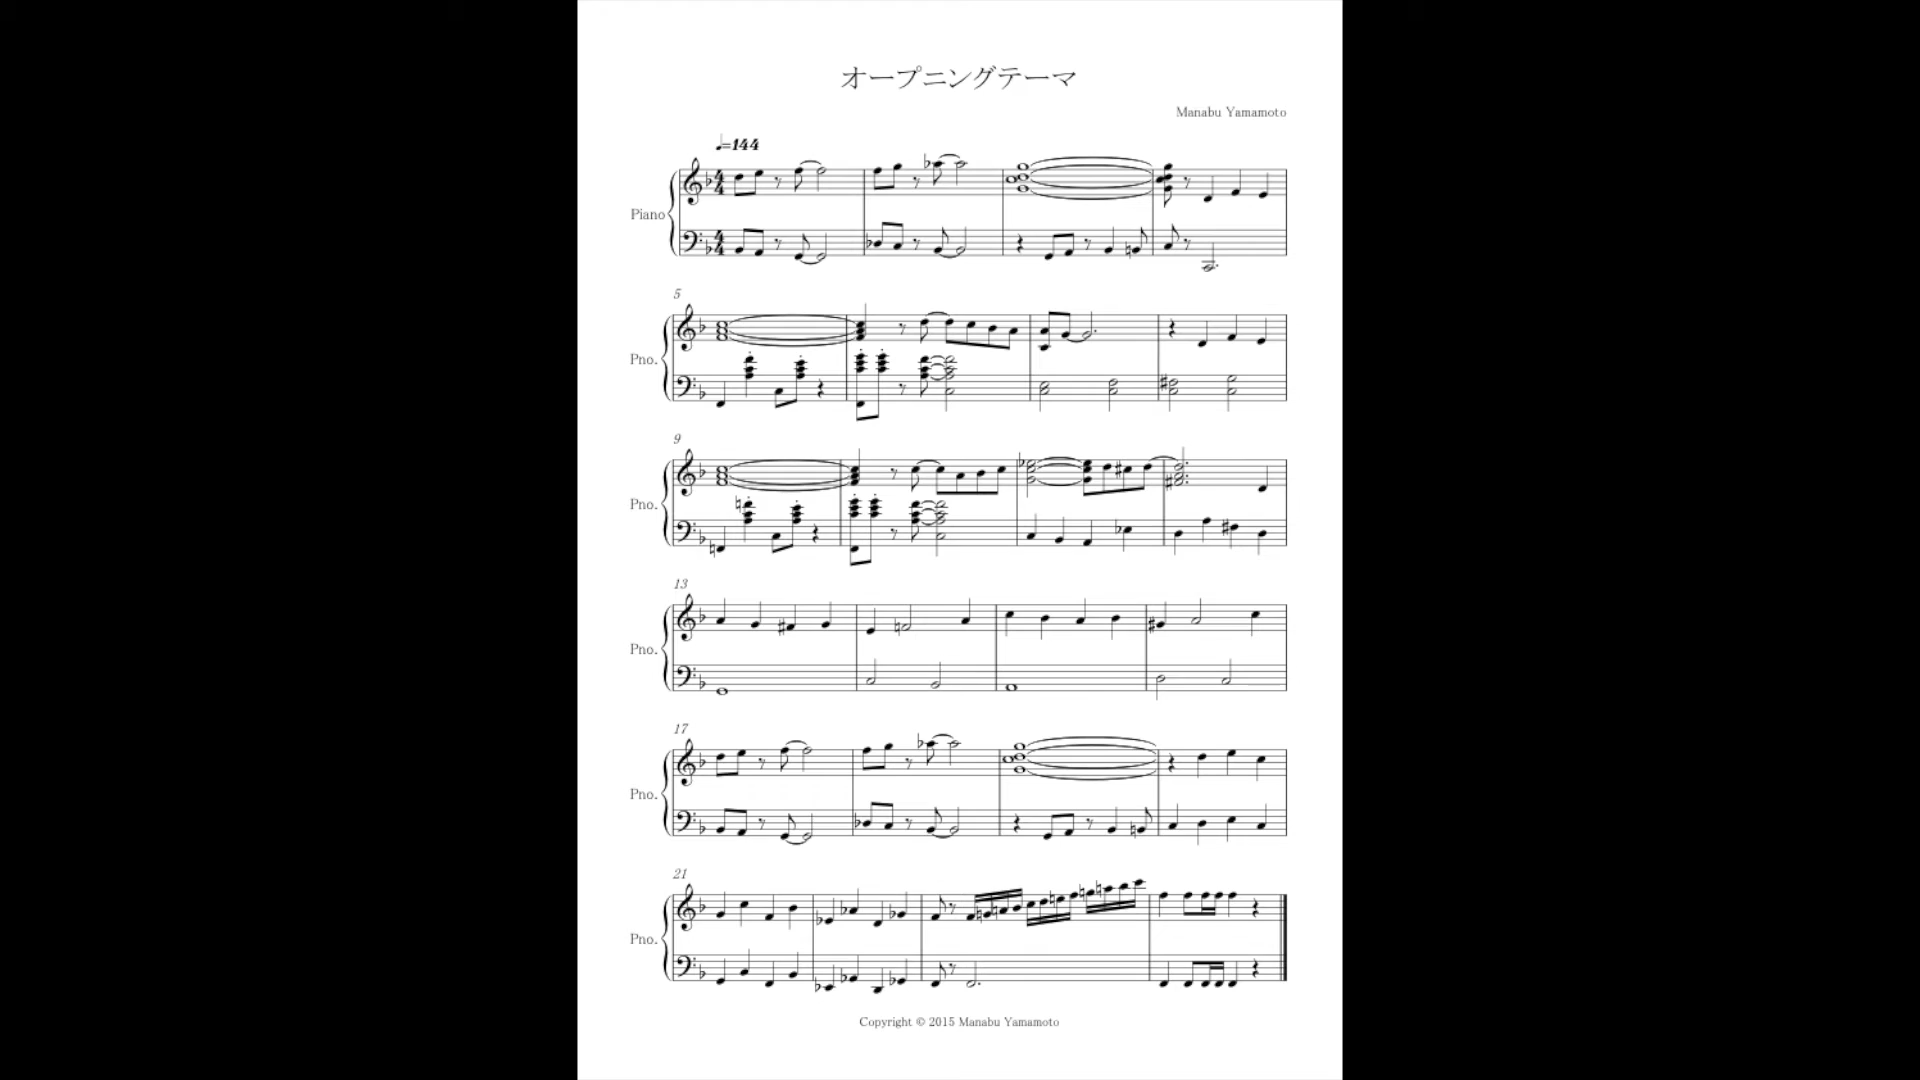 オープニングテーマ
Manabu Yamamoto
♩=144
Piano
5
Pno.
9
Pno.
13
Pno.
17
Pno.
21
Pno.
Copyright © 2015 Manabu Yamamoto